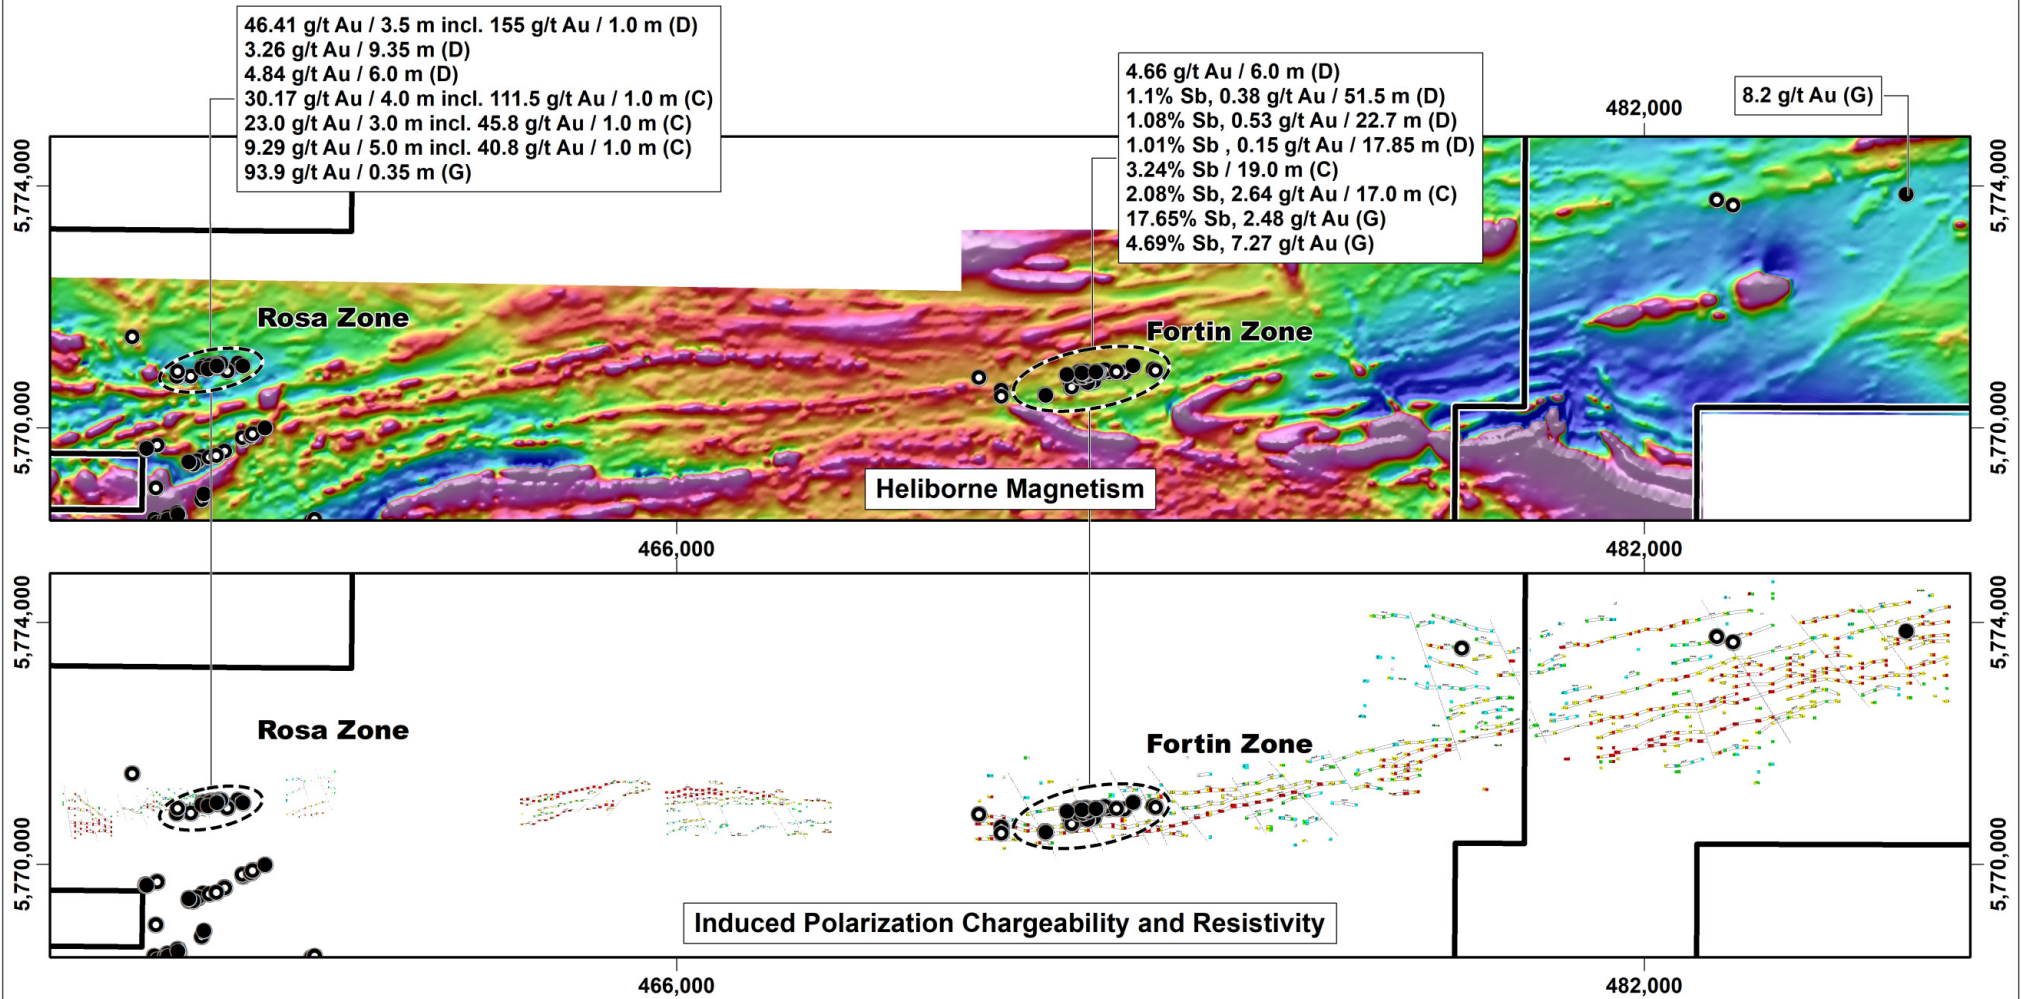 46.41 g/t Au / 3.5 m incl. 155 g/t Au / 1.0 m (D)
3.26 g/t Au / 9.35 m (D)
4.84 g/t Au / 6.0 m (D)
30.17 g/t Au / 4.0 m incl. 111.5 g/t Au / 1.0 m (C)
23.0 g/t Au / 3.0 m incl. 45.8 g/t Au / 1.0 m (C)
9.29 g/t Au / 5.0 m incl. 40.8 g/t Au / 1.0 m (C)
93.9 g/t Au / 0.35 m (G)
4.66 g/t Au / 6.0 m (D)
1.1% Sb, 0.38 g/t Au / 51.5 m (D)
1.08% Sb, 0.53 g/t Au / 22.7 m (D)
1.01% Sb , 0.15 g/t Au / 17.85 m (D)
3.24% Sb / 19.0 m (C)
2.08% Sb, 2.64 g/t Au / 17.0 m (C)
17.65% Sb, 2.48 g/t Au (G)
4.69% Sb, 7.27 g/t Au (G)
8.2 g/t Au (G)
482,000
5,774,000
5,774,000
Rosa Zone
Fortin Zone
5,770,000
5,770,000
Heliborne Magnetism
466,000
482,000
5,774,000
5,774,000
Rosa Zone
Fortin Zone
5,770,000
5,770,000
Induced Polarization Chargeability and Resistivity
466,000
482,000